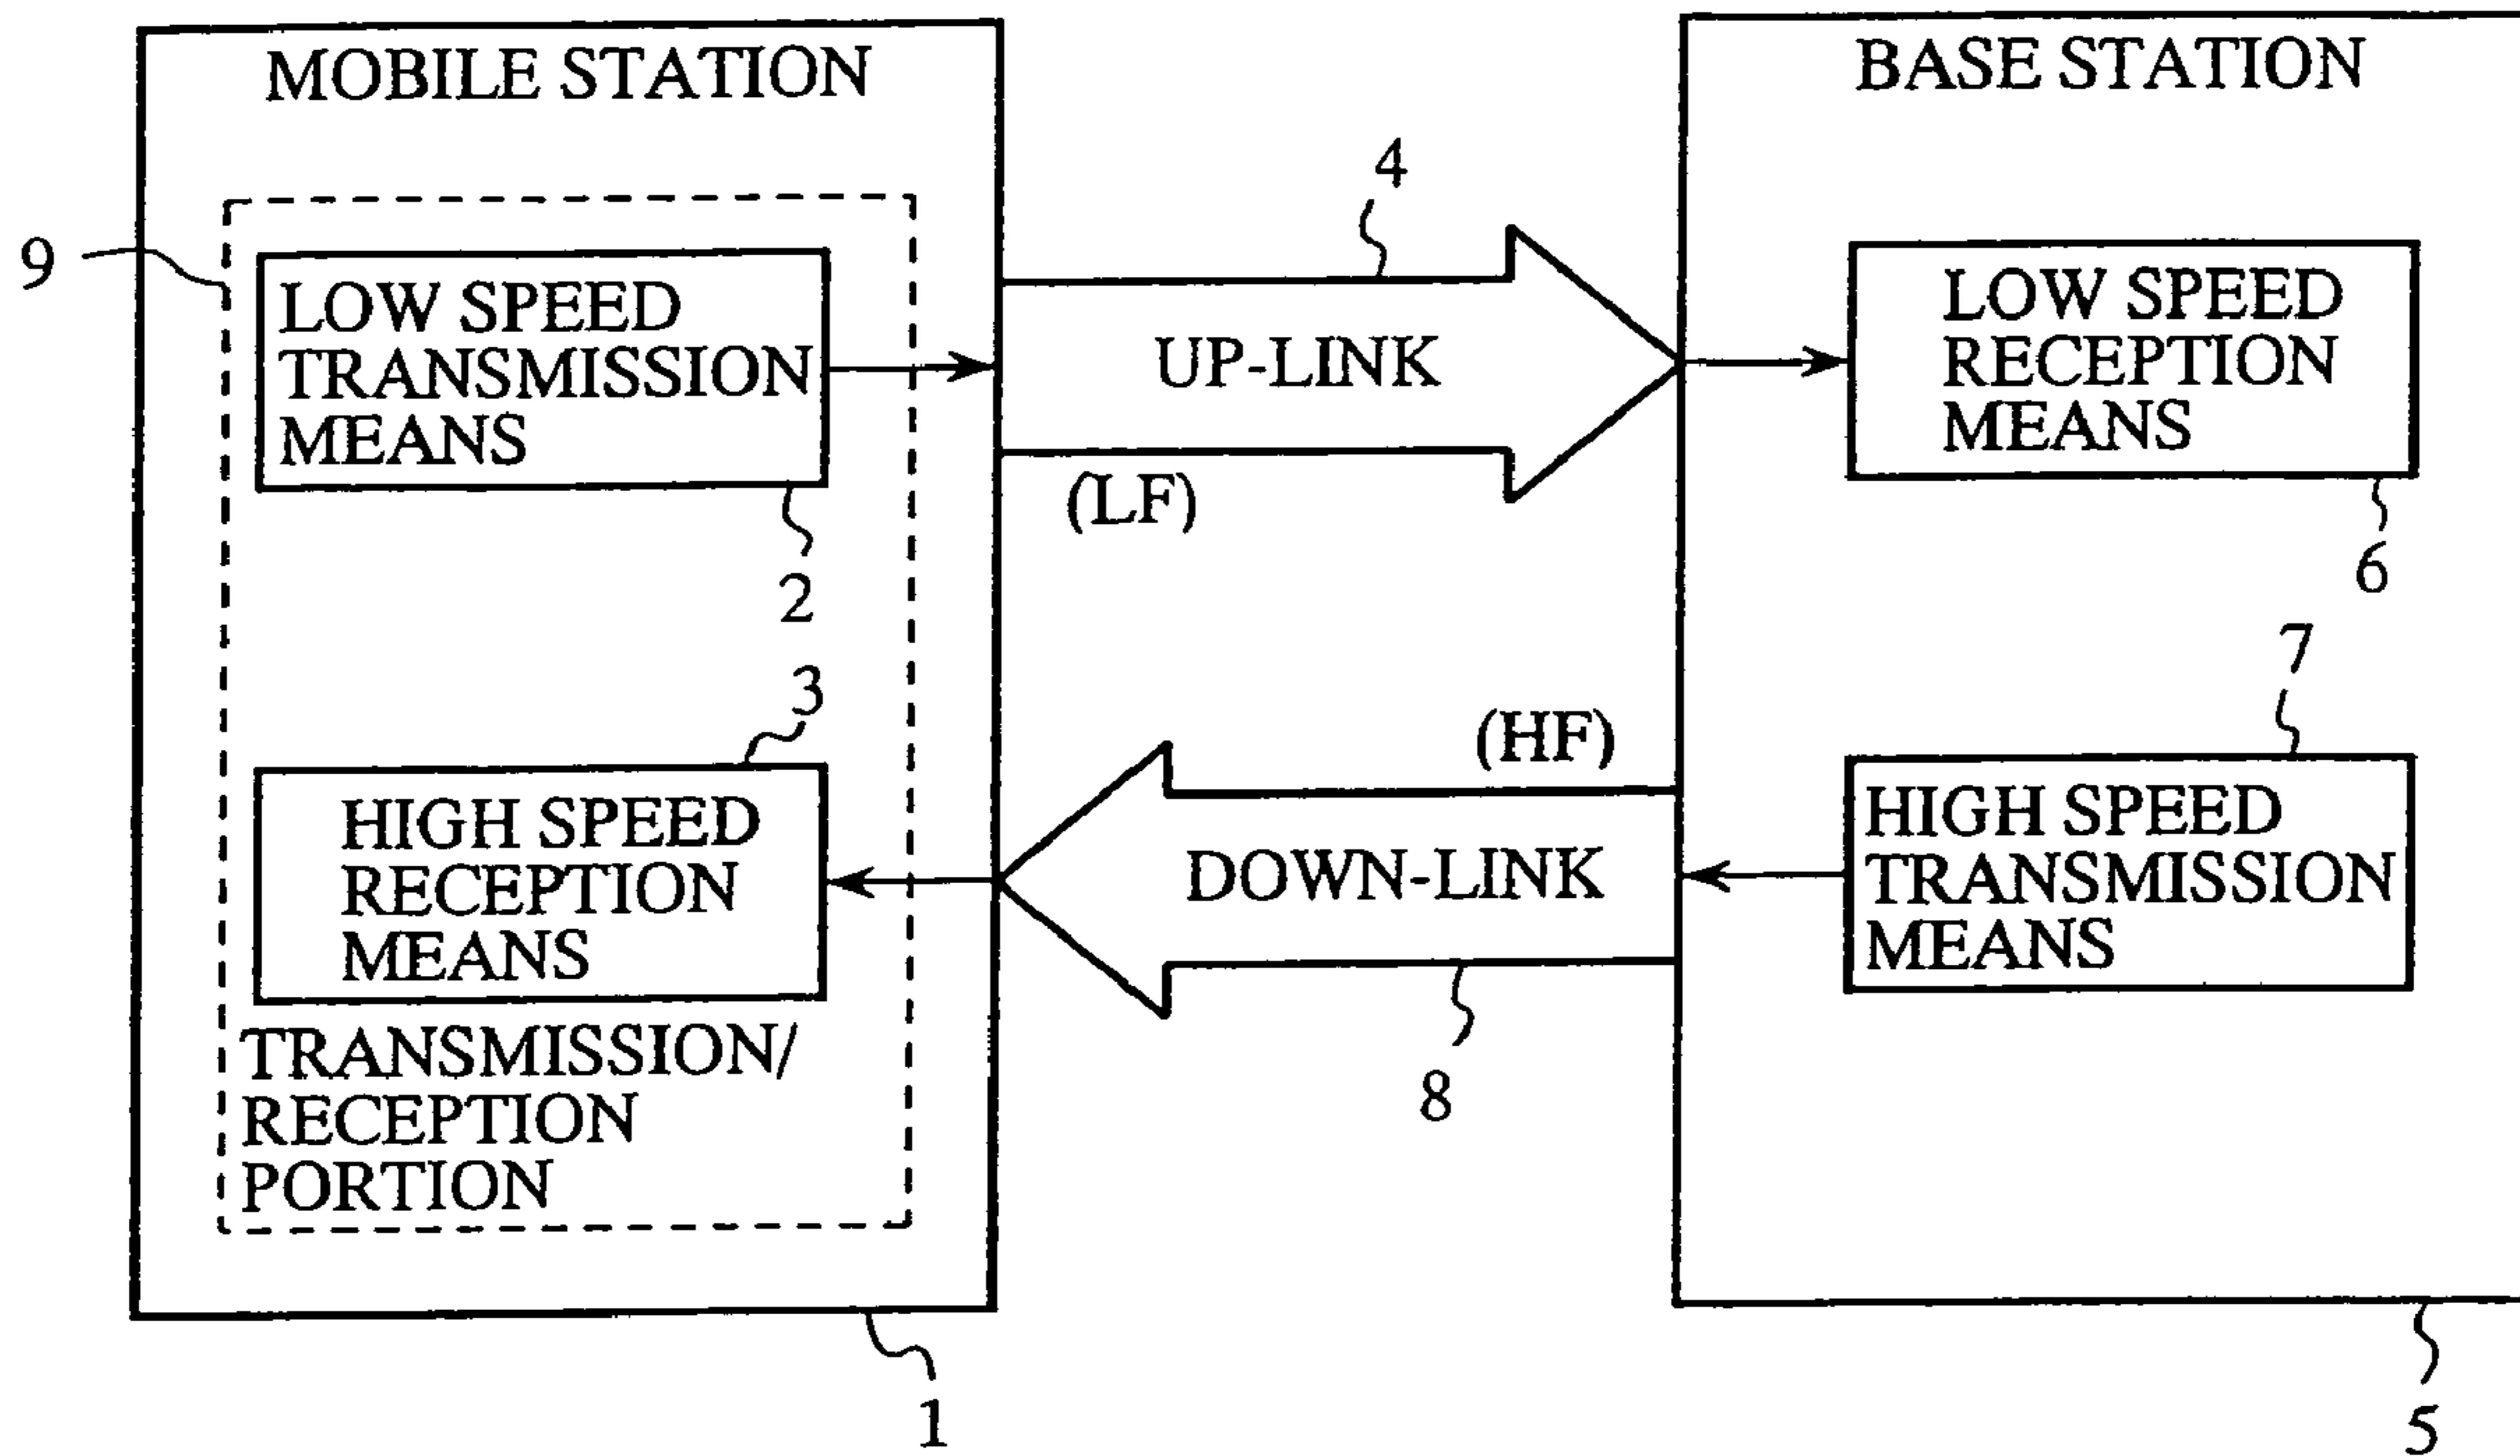 MOBILE STATION
BASE STATION
4
9
LOW SPEED
TRANSMISSION
MEANS
UP-LINK
(LF)
LOW SPEED
RECEPTION
MEANS
2
6
3
7
(HF)
HIGH SPEED
RECEPTION
MEANS
DOWN-LINK
HIGH SPEED
TRANSMISSION
MEANS
TRANSMISSION/
RECEPTION
PORTION
8
1
5